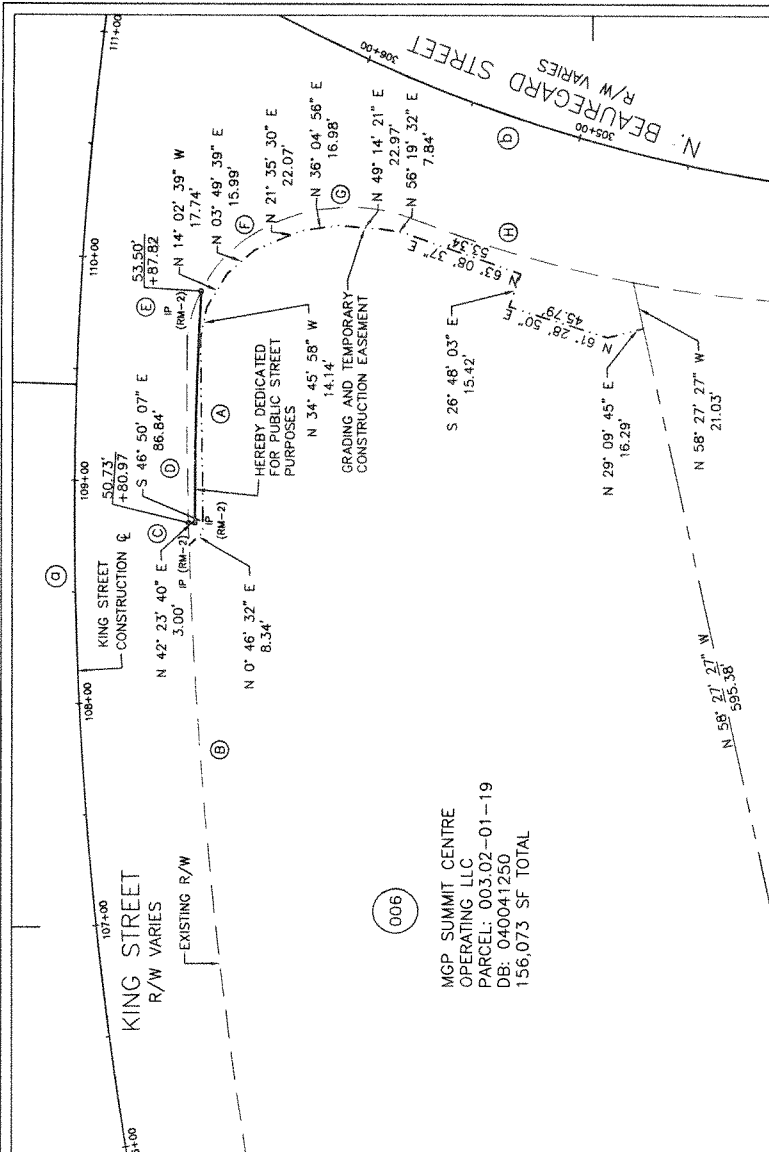 KING STREET
R/W VARIES
EXISTING R/W
107+00
108+00
109+00
110+00
111+00
KING STREET
CONSTRUCTION ℄
a
N 42° 23' 40" E
3.00'
IP (RM-2)
50.73'
+80.97
S 46° 50' 07" E
86.84'
IP
(RM-2)
C
D
A
B
E
N 0° 46' 32" E
8.34'
HEREBY DEDICATED
FOR PUBLIC STREET
PURPOSES
53.50'
+87.82
IP
(RM-2)
N 34° 45' 58" W
14.14'
N 14° 02' 39" W
17.74'
N 03° 49' 39" E
15.99'
F
N 21° 35' 30" E
22.07'
N 36° 04' 56" E
16.98'
G
GRADING AND TEMPORARY
CONSTRUCTION EASEMENT
N 49° 14' 21" E
22.97'
N 56° 19' 32" E
7.84'
H
N 63° 08' 37" E
53.34'
S 26° 48' 03" E
15.42'
N 61° 28' 50" E
45.79'
N 29° 09' 45" E
16.29'
N 58° 27' 27" W
21.03'
N 58° 27' 27" W
595.38'
N. BEAUREGARD STREET
R/W VARIES
306+00
305+00
b
006
MGP SUMMIT CENTRE
OPERATING LLC
PARCEL: 003.02-01-19
DB: 040041250
156,073 SF TOTAL